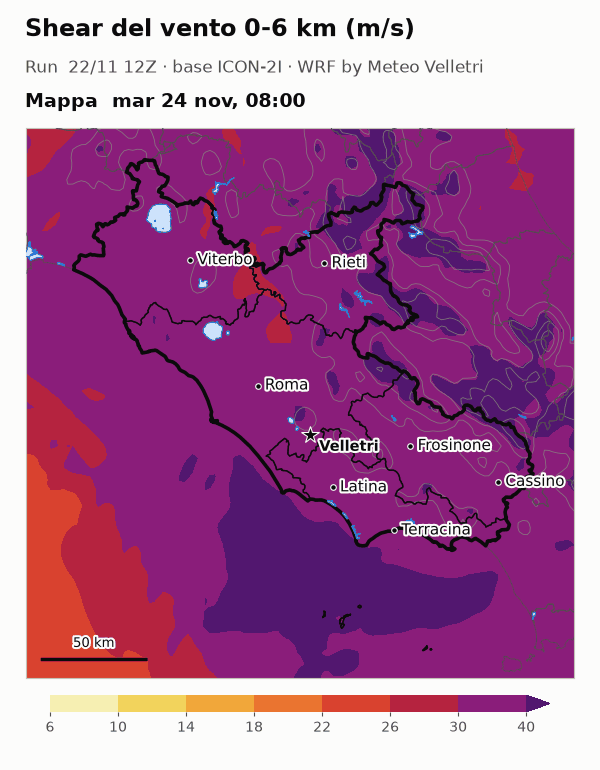 Shear del vento 0-6 km (m/s)
Run  22/11 12Z · base ICON-2I · WRF by Meteo Velletri
Mappa  mar 24 nov, 08:00
Viterbo
Rieti
Roma
Velletri
Frosinone
Latina
Cassino
Terracina
50 km
6 10 14 18 22 26 30 40